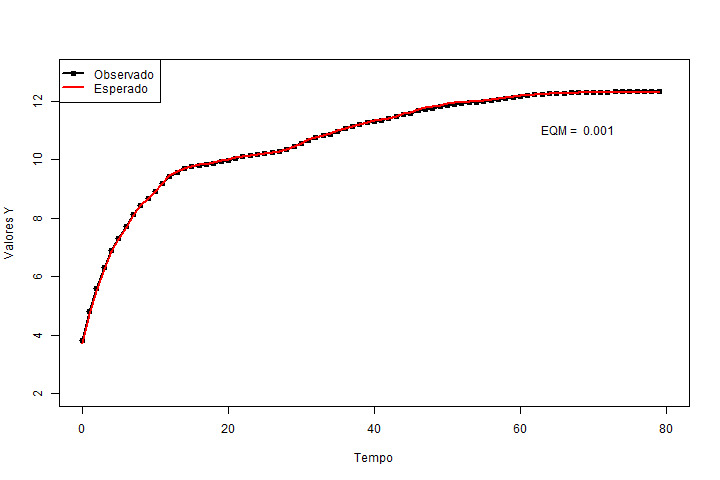 Observado
Esperado
EQM = 0.001
Valores Y
12
10
8
6
4
2
0 20 40 60 80
Tempo